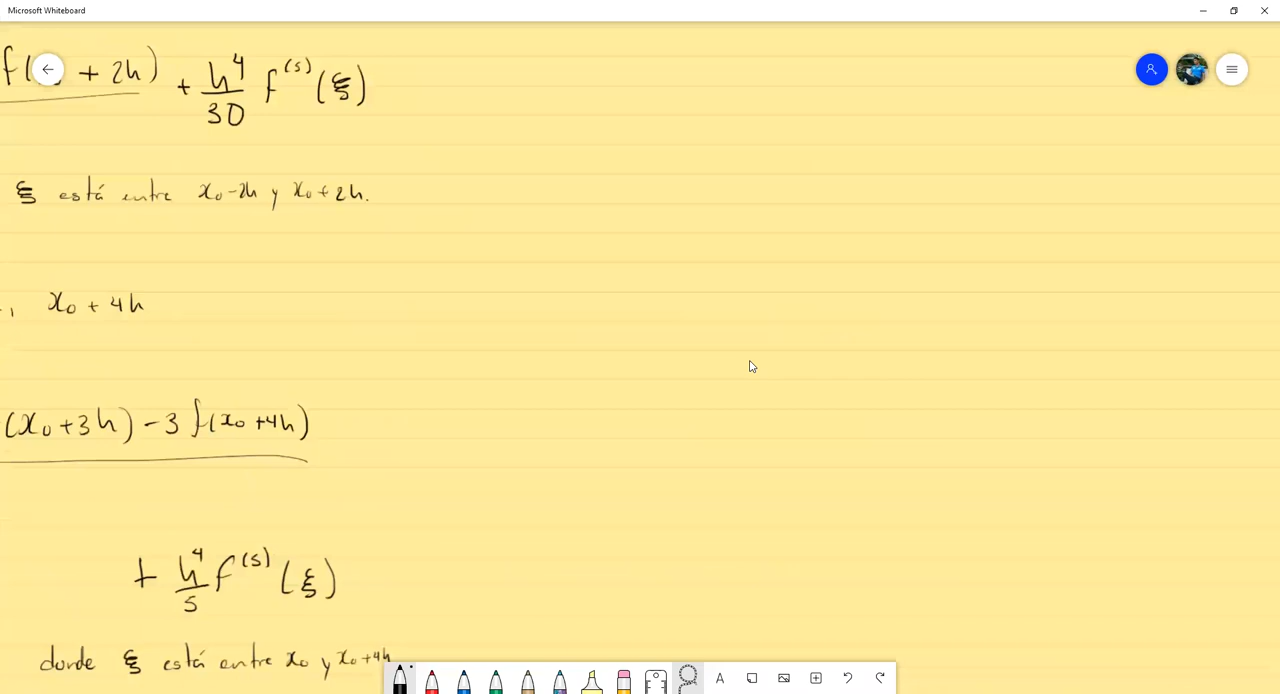 Microsoft Whiteboard
f( + 2h) + h⁴/30 f⁽⁵⁾(ξ)
ξ está entre x₀-2h y x₀+2h.
, x₀ + 4h
(x₀+3h) - 3 f(x₀+4h)
+ h⁴/5 f⁽⁵⁾(ξ)
donde ξ está entre x₀ y x₀+4h
A